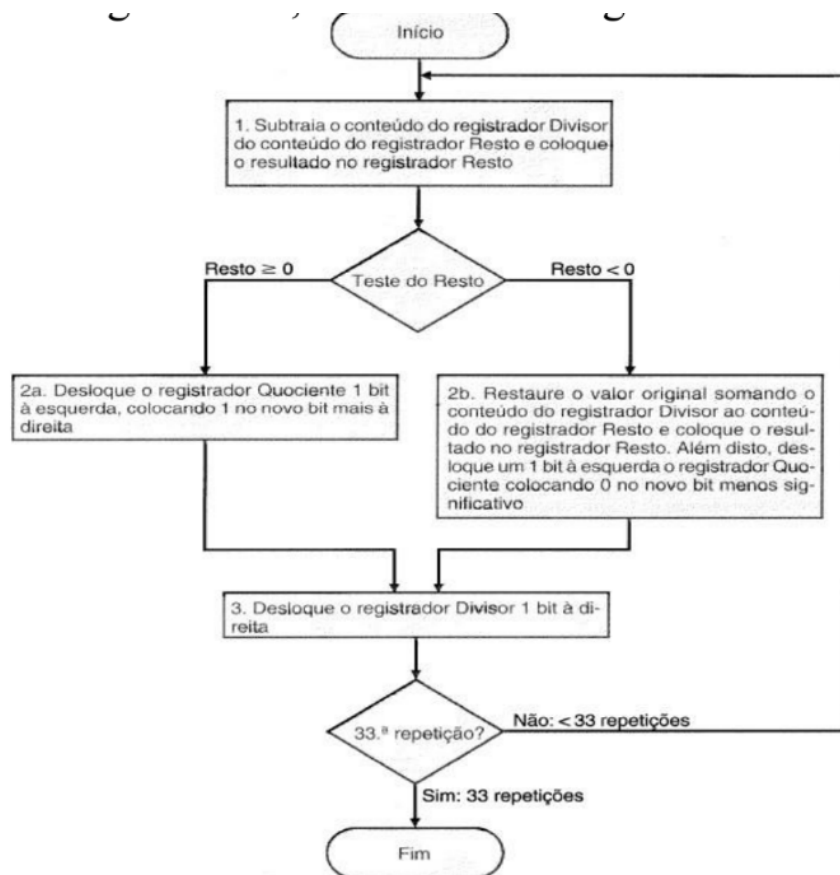 Início
1. Subtraia o conteúdo do registrador Divisor
do conteúdo do registrador Resto e coloque
o resultado no registrador Resto
Resto ≥ 0
Teste do Resto
Resto < 0
2a. Desloque o registrador Quociente 1 bit
à esquerda, colocando 1 no novo bit mais à
direita
2b. Restaure o valor original somando o
conteúdo do registrador Divisor ao conteú-
do do registrador Resto e coloque o resul-
tado no registrador Resto. Além disto, des-
loque um 1 bit à esquerda o registrador Quo-
ciente colocando 0 no novo bit menos sig-
nificativo
3. Desloque o registrador Divisor 1 bit à di-
reita
33.ª repetição?
Não: < 33 repetições
Sim: 33 repetições
Fim